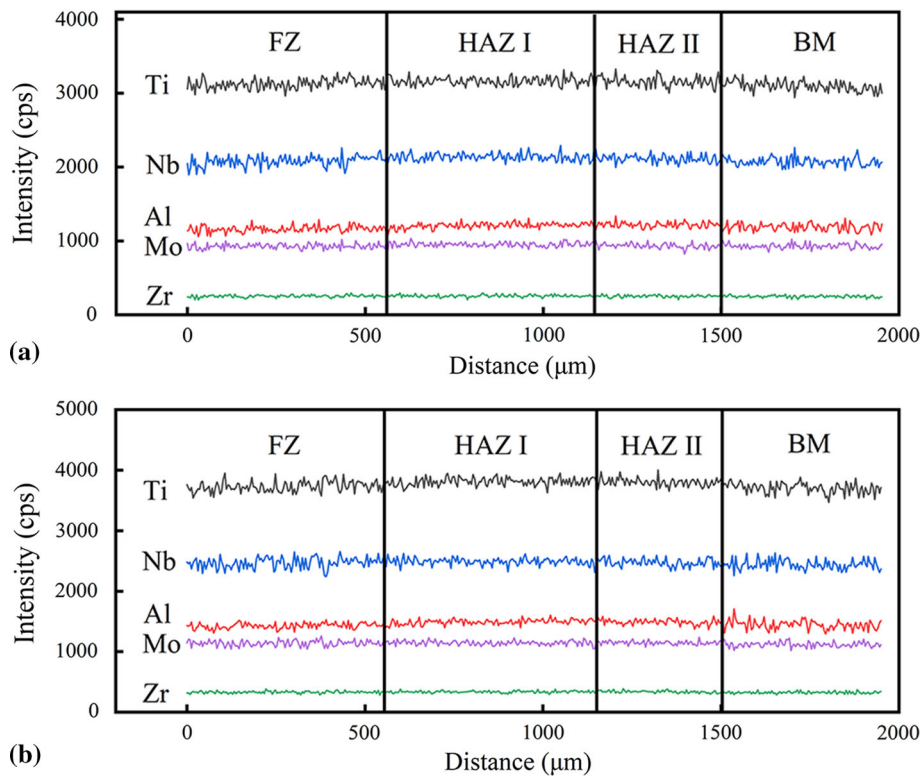 4000
FZ HAZ I HAZ II BM
Ti
3000
Nb
2000
Al
1000
Mo
Zr
0
Intensity (cps)
0 500 1000 1500 2000
Distance (μm)
(a)
5000
FZ HAZ I HAZ II BM
4000
Ti
3000
Nb
2000
Al
Mo
1000
Zr
0
Intensity (cps)
0 500 1000 1500 2000
Distance (μm)
(b)